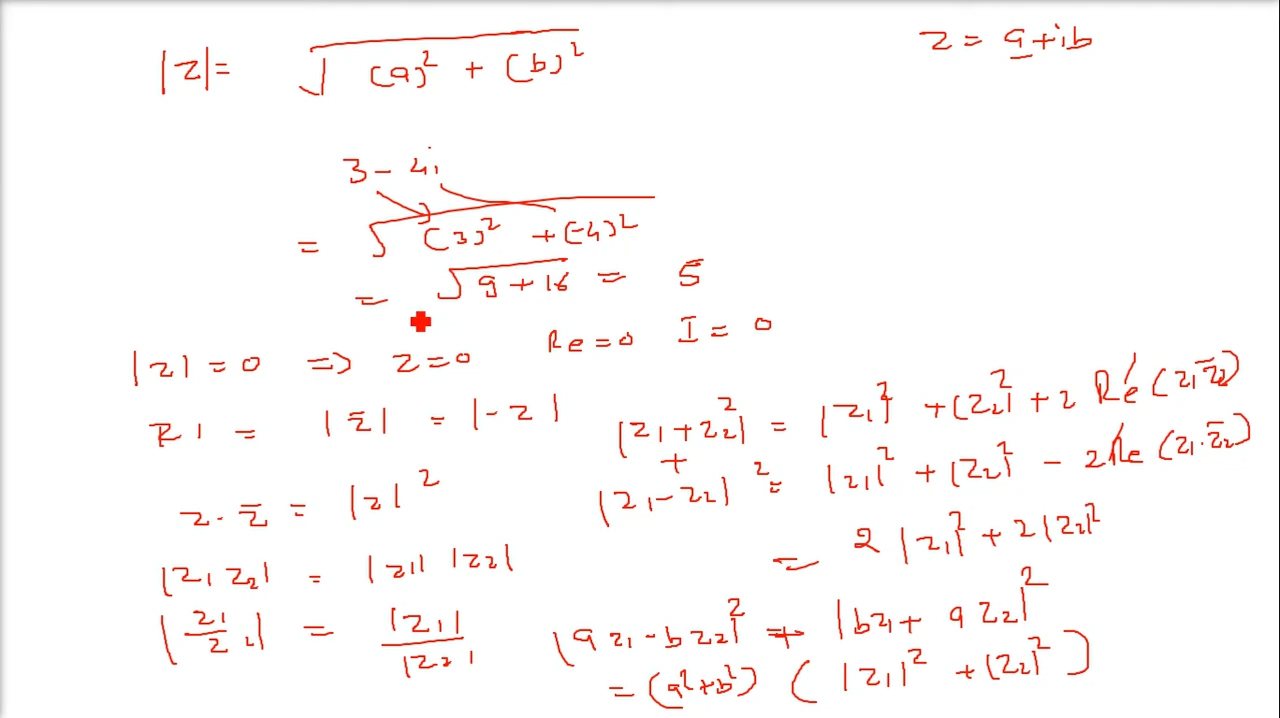 |z| = √(a)² + (b)²
z = a+ib
3 - 4i
= √(3)² + (-4)²
= √9+16 = 5
|z| = 0 => z=0 Re=0 I=0
|z| = |z̄| = |-z|
z · z̄ = |z|²
|z₁ z₂| = |z₁| |z₂|
|z₁/z₂| = |z₁|/|z₂|
|z₁+z₂|² = |z₁|² + |z₂|² + 2 Re (z₁ z̄₂)
+
|z₁-z₂|² = |z₁|² + |z₂|² - 2Re (z₁·z̄₂)
= 2|z₁|² + 2|z₂|²
|az₁-bz₂|² + |bz₁+az₂|²
= (a²+b²) (|z₁|² + |z₂|²)